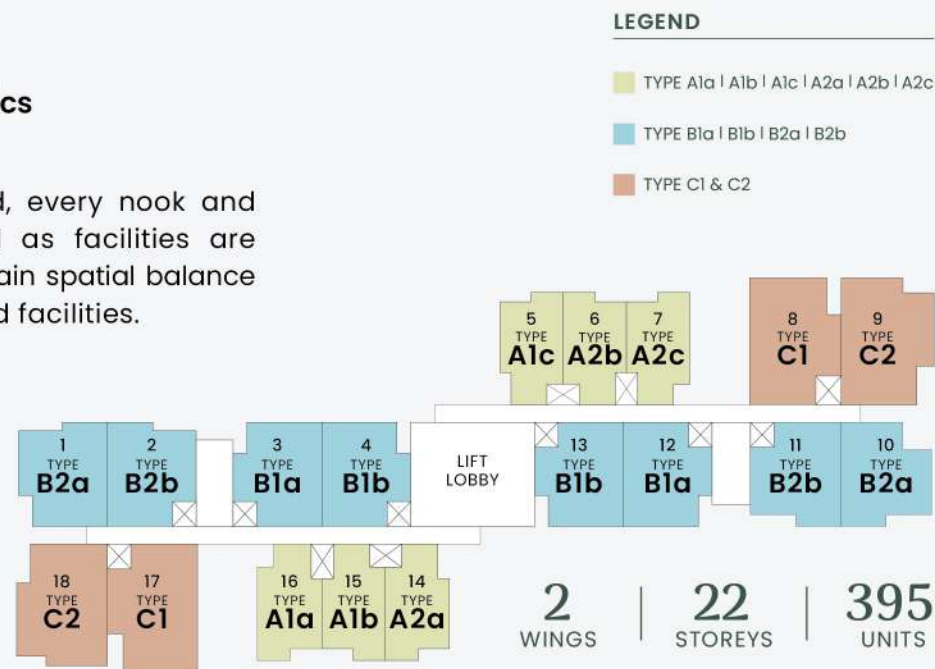 LEGEND
TYPE A1a | A1b | A1c | A2a | A2b | A2c
TYPE B1a | B1b | B2a | B2b
TYPE C1 & C2
cs
, every nook and
as facilities are
ain spatial balance
d facilities.
5
TYPE
A1c
6
TYPE
A2b
7
TYPE
A2c
8
TYPE
C1
9
TYPE
C2
1
TYPE
B2a
2
TYPE
B2b
3
TYPE
B1a
4
TYPE
B1b
LIFT
LOBBY
13
TYPE
B1b
12
TYPE
B1a
11
TYPE
B2b
10
TYPE
B2a
18
TYPE
C2
17
TYPE
C1
16
TYPE
A1a
15
TYPE
A1b
14
TYPE
A2a
2
WINGS
22
STOREYS
395
UNITS